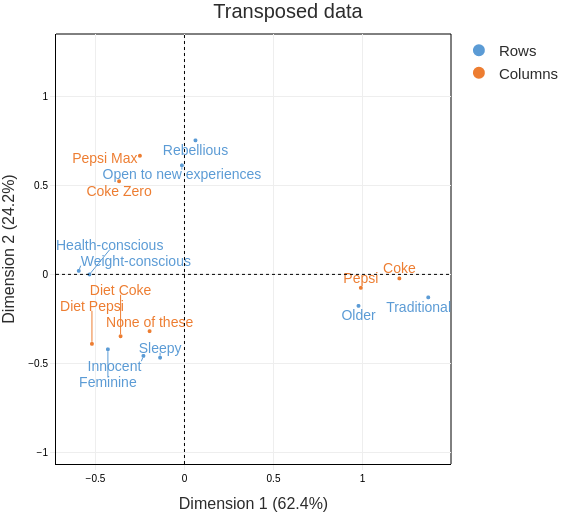 Transposed data
Rows
Columns
1
Rebellious
Pepsi Max
Open to new experiences
0.5
Coke Zero
Health-conscious
Weight-conscious
0
Coke
Pepsi
Diet Coke
Diet Pepsi
Traditional
Older
None of these
Sleepy
−0.5
Innocent
Feminine
−1
−0.5
0
0.5
1
Dimension 1 (62.4%)
Dimension 2 (24.2%)